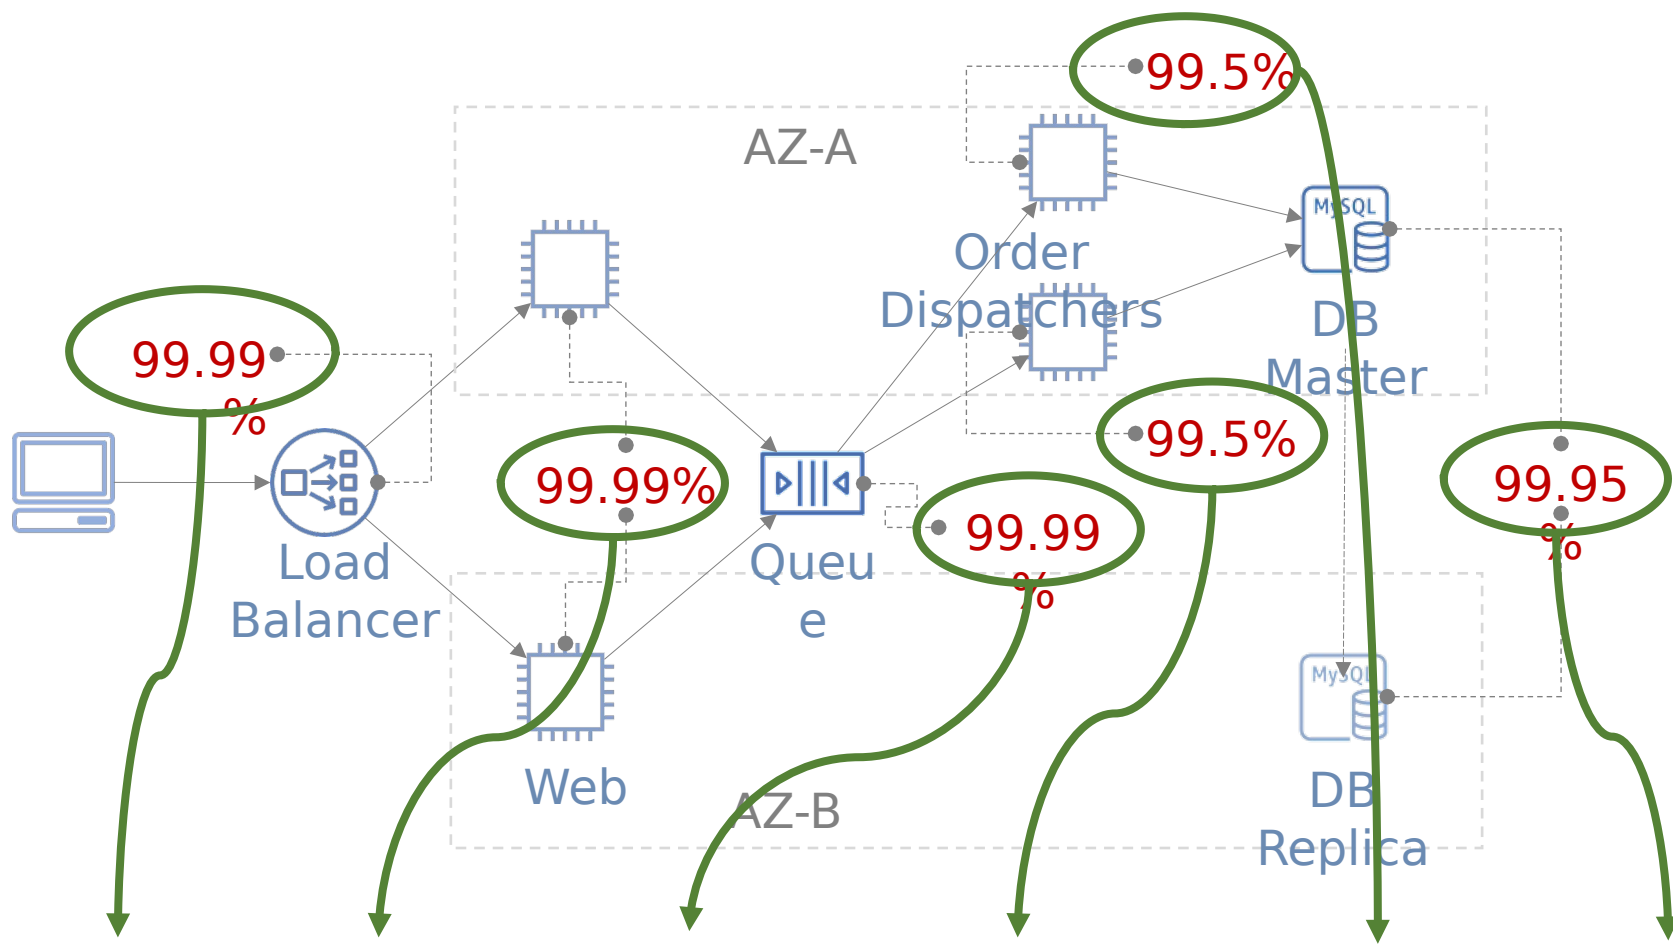 99.5%
AZ-A
MySQL
Order
Dispatchers
DB
Master
99.99
%
99.5%
99.99%
99.95
%
99.99
%
Load
Balancer
Queu
e
MySQL
Web
AZ-B
DB
Replica